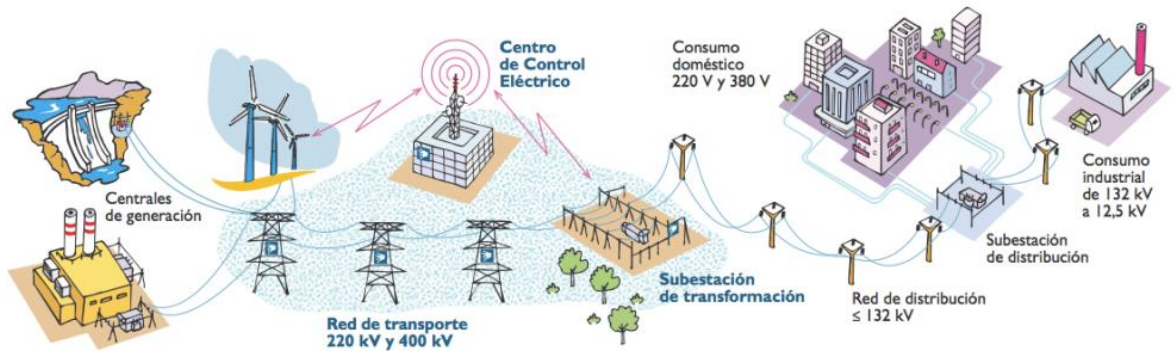 Centro
de Control
Eléctrico
Consumo
doméstico
220 V y 380 V
Centrales
de generación
Consumo
industrial
de 132 kV
a 12,5 kV
Subestación
de distribución
Subestación
de transformación
Red de distribución
≤ 132 kV
Red de transporte
220 kV y 400 kV